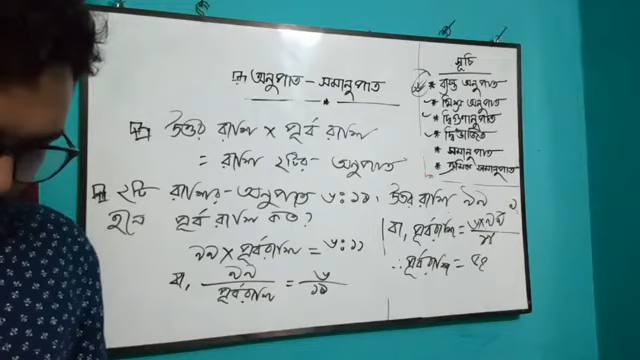 অনুপাত - সমানুপাত
উত্তর রাশি × পূর্ব রাশি
= রাশি ২টির অনুপাত
২টি রাশির অনুপাত ৬:১১, উত্তর রাশি ৯৯
হলে পূর্ব রাশি কত?
৯৯ × পূর্বরাশি = ৬:১১
বা, ৯৯ / পূর্বরাশি = ৬ / ১১
বা, পূর্বরাশি =
∴ পূর্বরাশি =
সূচি
* ব্যস্ত অনুপাত
* মিশ্র অনুপাত
* দ্বিগুণানুপাত
* দ্বিভাজিত
* সমানুপাত
* ক্রমিক সমানুপাত